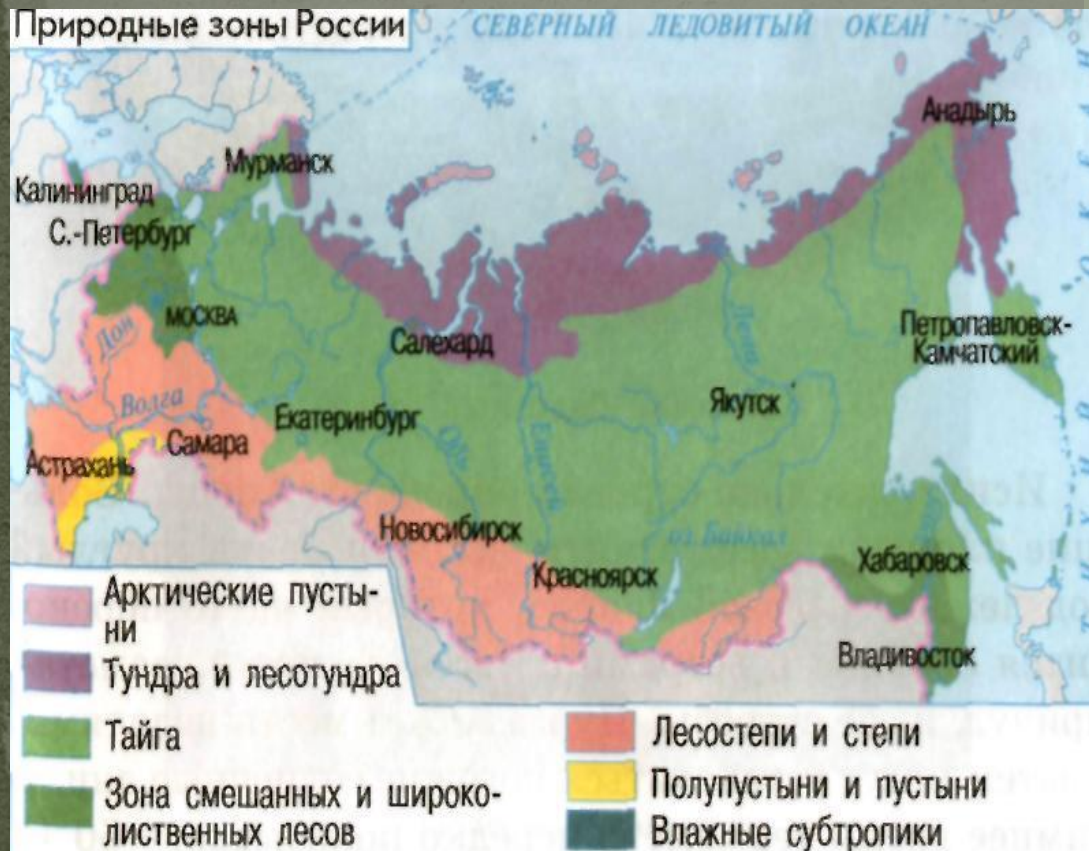 Природные зоны России
СЕВЕРНЫЙ ЛЕДОВИТЫЙ ОКЕАН
Анадырь
Мурманск
Калининград
С.-Петербург
МОСКВА
Дон
Салехард
Лена
Петропавловск-
Камчатский
Волга
Екатеринбург
Якутск
Самара
Обь
Енисей
Астрахань
Новосибирск
оз. Байкал
Красноярск
Хабаровск
Владивосток
Арктические пусты-
ни
Тундра и лесотундра
Тайга
Зона смешанных и широко-
лиственных лесов
Лесостепи и степи
Полупустыни и пустыни
Влажные субтропики